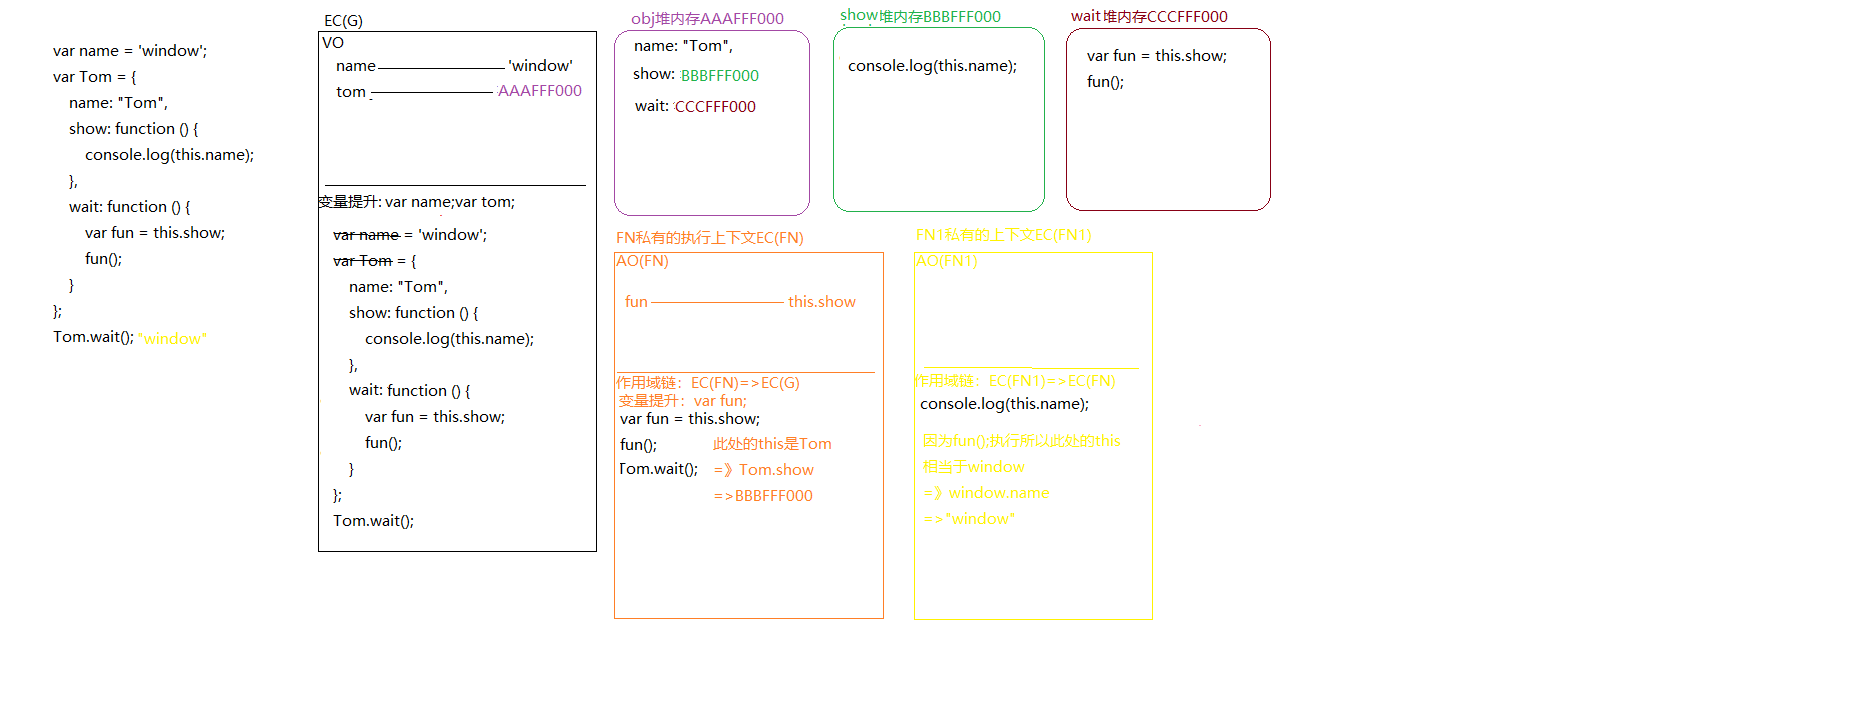 var name = 'window';
var Tom = {
name: "Tom",
show: function () {
console.log(this.name);
},
wait: function () {
var fun = this.show;
fun();
}
};
Tom.wait(); "window"
EC(G)
VO
name 'window'
tom AAAFFF000
变量提升: var name;var tom;
var name = 'window';
var Tom = {
name: "Tom",
show: function () {
console.log(this.name);
},
wait: function () {
var fun = this.show;
fun();
}
};
Tom.wait();
obj堆内存AAAFFF000
name: "Tom",
show: BBBFFF000
wait: CCCFFF000
show堆内存BBBFFF000
console.log(this.name);
wait堆内存CCCFFF000
var fun = this.show;
fun();
FN私有的执行上下文EC(FN)
AO(FN)
fun this.show
作用域链：EC(FN)=>EC(G)
变量提升：var fun;
var fun = this.show;
fun();
Tom.wait();
此处的this是Tom
=》Tom.show
=>BBBFFF000
FN1私有的上下文EC(FN1)
AO(FN1)
作用域链：EC(FN1)=>EC(FN)
console.log(this.name);
因为fun();执行所以此处的this
相当于window
=》window.name
=>"window"